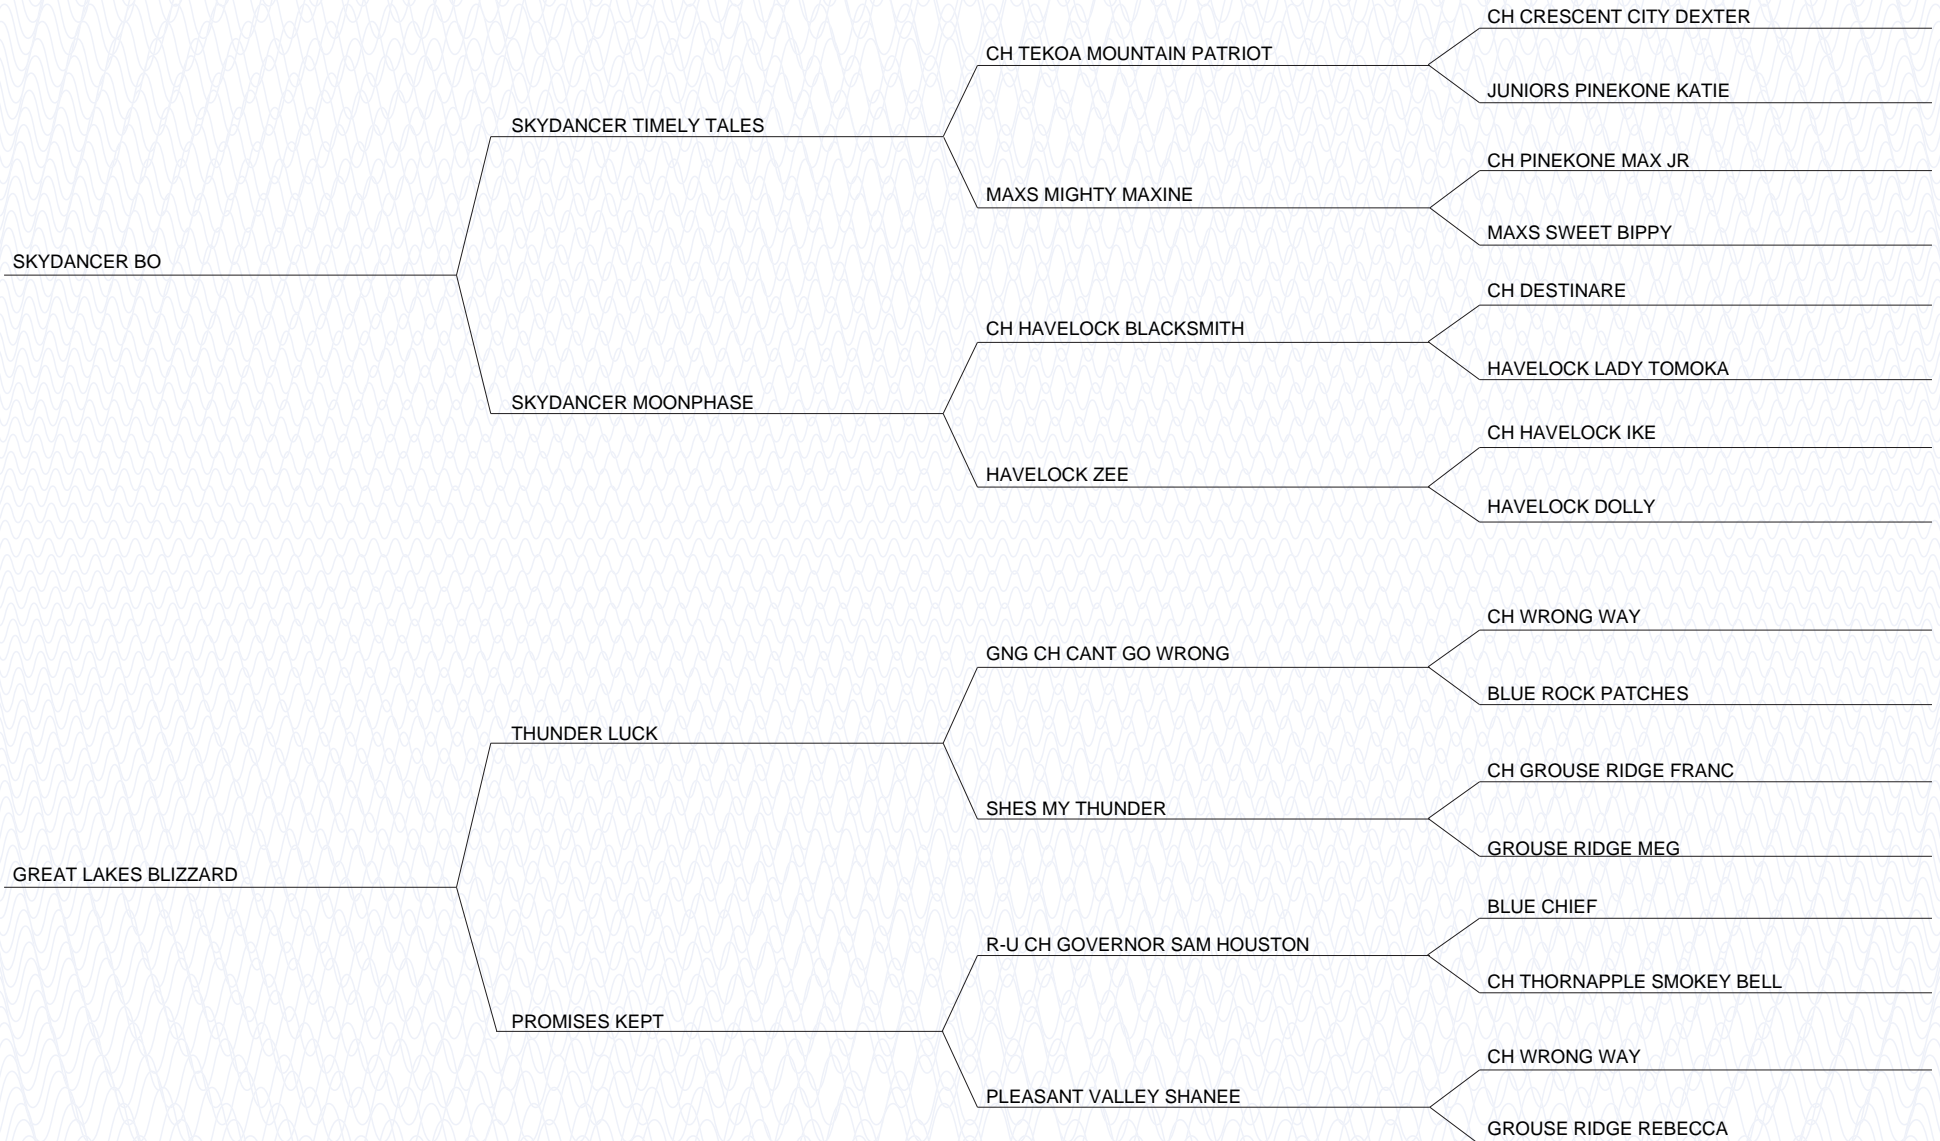 CH CRESCENT CITY DEXTER
CH TEKOA MOUNTAIN PATRIOT
JUNIORS PINEKONE KATIE
SKYDANCER TIMELY TALES
CH PINEKONE MAX JR
MAXS MIGHTY MAXINE
MAXS SWEET BIPPY
SKYDANCER BO
CH DESTINARE
CH HAVELOCK BLACKSMITH
HAVELOCK LADY TOMOKA
SKYDANCER MOONPHASE
CH HAVELOCK IKE
HAVELOCK ZEE
HAVELOCK DOLLY
CH WRONG WAY
GNG CH CANT GO WRONG
BLUE ROCK PATCHES
THUNDER LUCK
CH GROUSE RIDGE FRANC
SHES MY THUNDER
GROUSE RIDGE MEG
GREAT LAKES BLIZZARD
BLUE CHIEF
R-U CH GOVERNOR SAM HOUSTON
CH THORNAPPLE SMOKEY BELL
PROMISES KEPT
CH WRONG WAY
PLEASANT VALLEY SHANEE
GROUSE RIDGE REBECCA